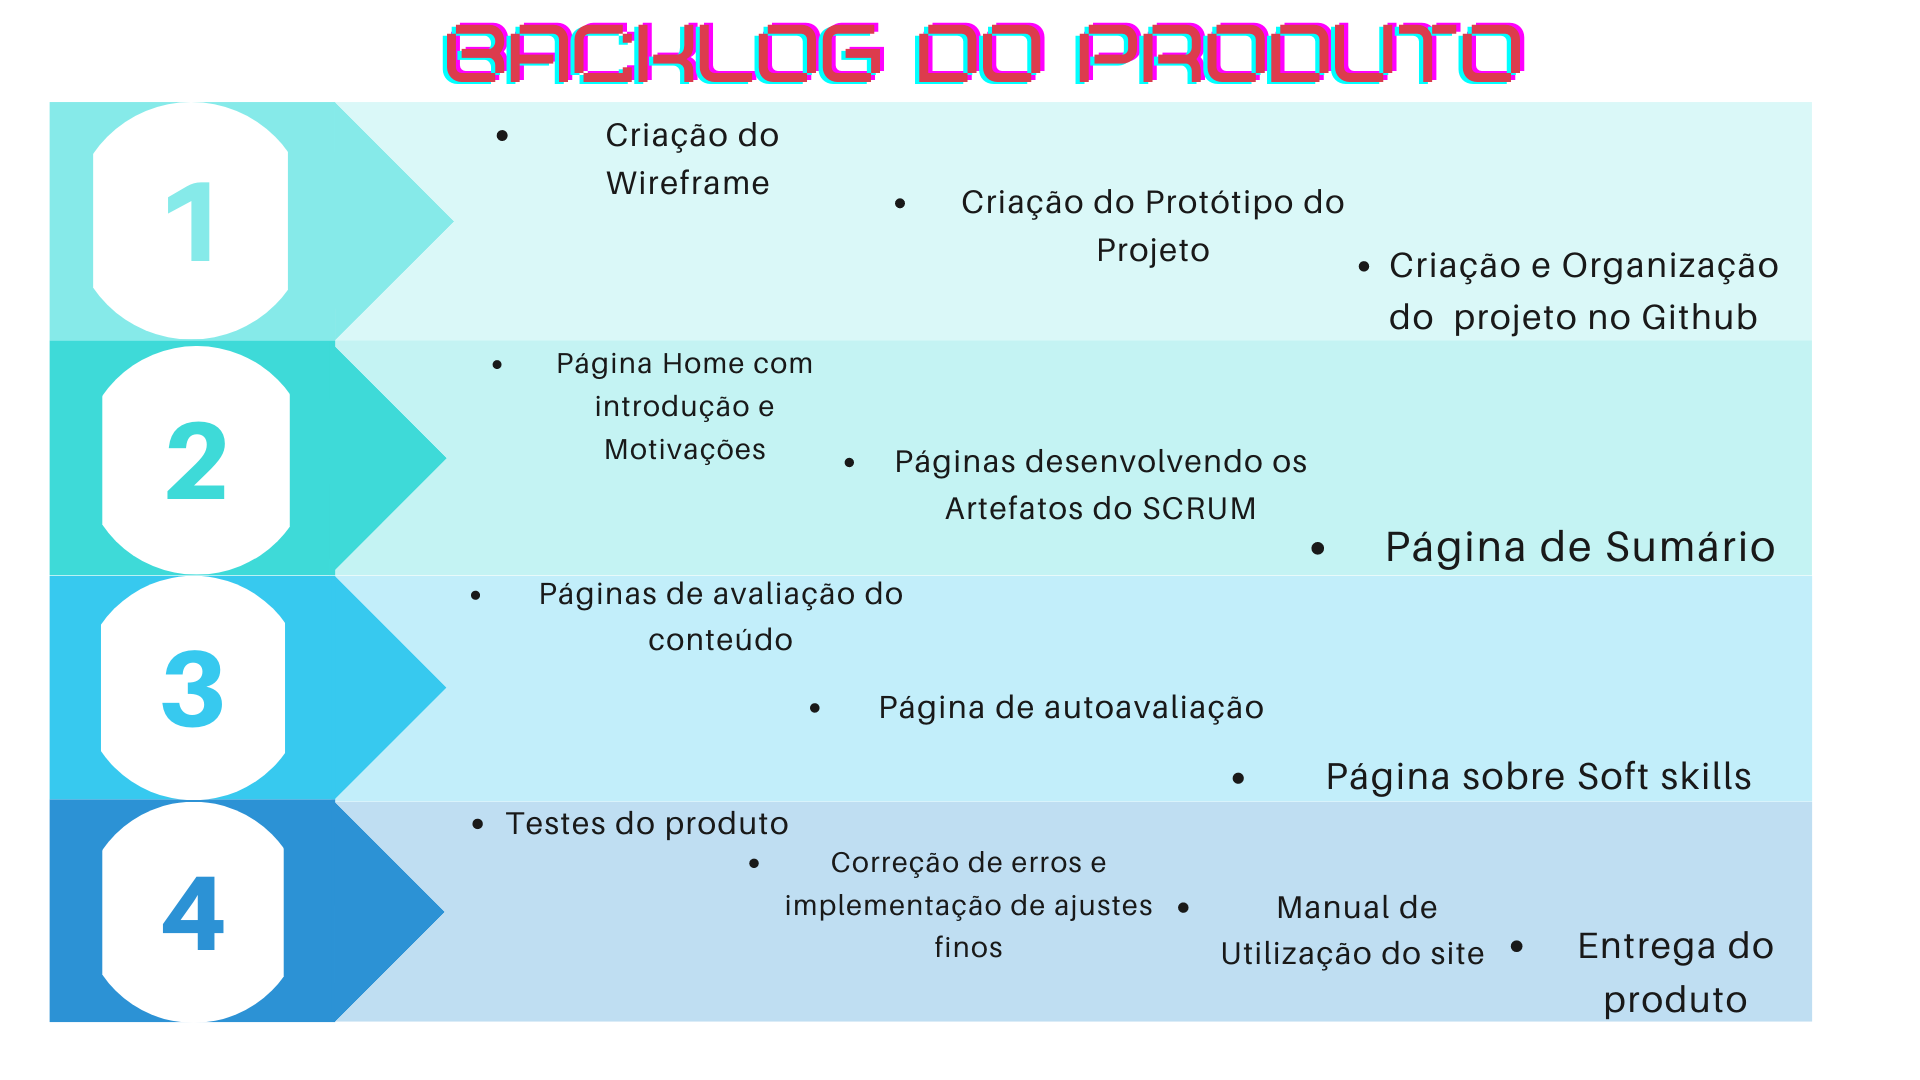 BACKLOG DO PRODUTO
1
• Criação do
Wireframe
• Criação do Protótipo do
Projeto
• Criação e Organização
do projeto no Github
2
• Página Home com
introdução e
Motivações
• Páginas desenvolvendo os
Artefatos do SCRUM
• Página de Sumário
3
• Páginas de avaliação do
conteúdo
• Página de autoavaliação
• Página sobre Soft skills
4
• Testes do produto
• Correção de erros e
implementação de ajustes
finos
• Manual de
Utilização do site
• Entrega do
produto